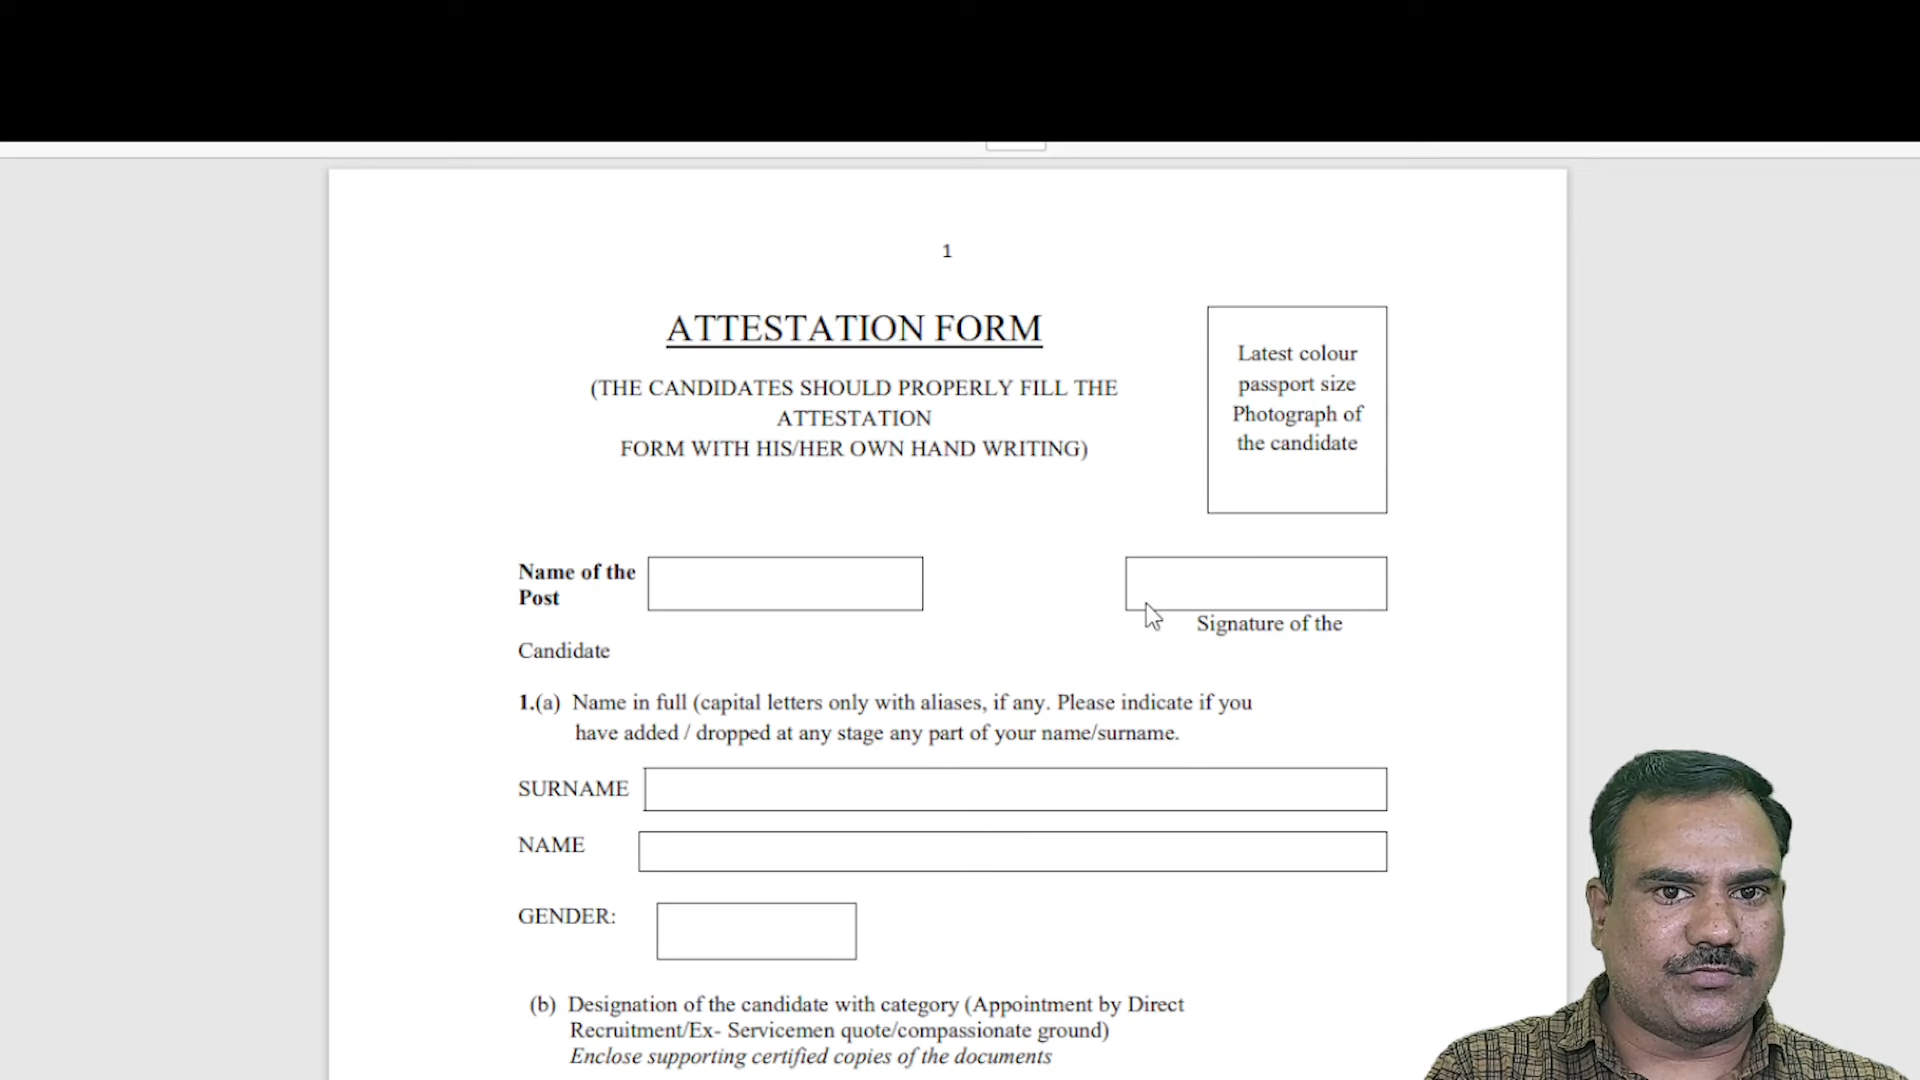 1
ATTESTATION FORM
(THE CANDIDATES SHOULD PROPERLY FILL THE
ATTESTATION
FORM WITH HIS/HER OWN HAND WRITING)
Latest colour
passport size
Photograph of
the candidate
Name of the
Post
Signature of the
Candidate
1.(a) Name in full (capital letters only with aliases, if any. Please indicate if you
have added / dropped at any stage any part of your name/surname.
SURNAME
NAME
GENDER:
(b) Designation of the candidate with category (Appointment by Direct
Recruitment/Ex- Servicemen quote/compassionate ground)
Enclose supporting certified copies of the documents